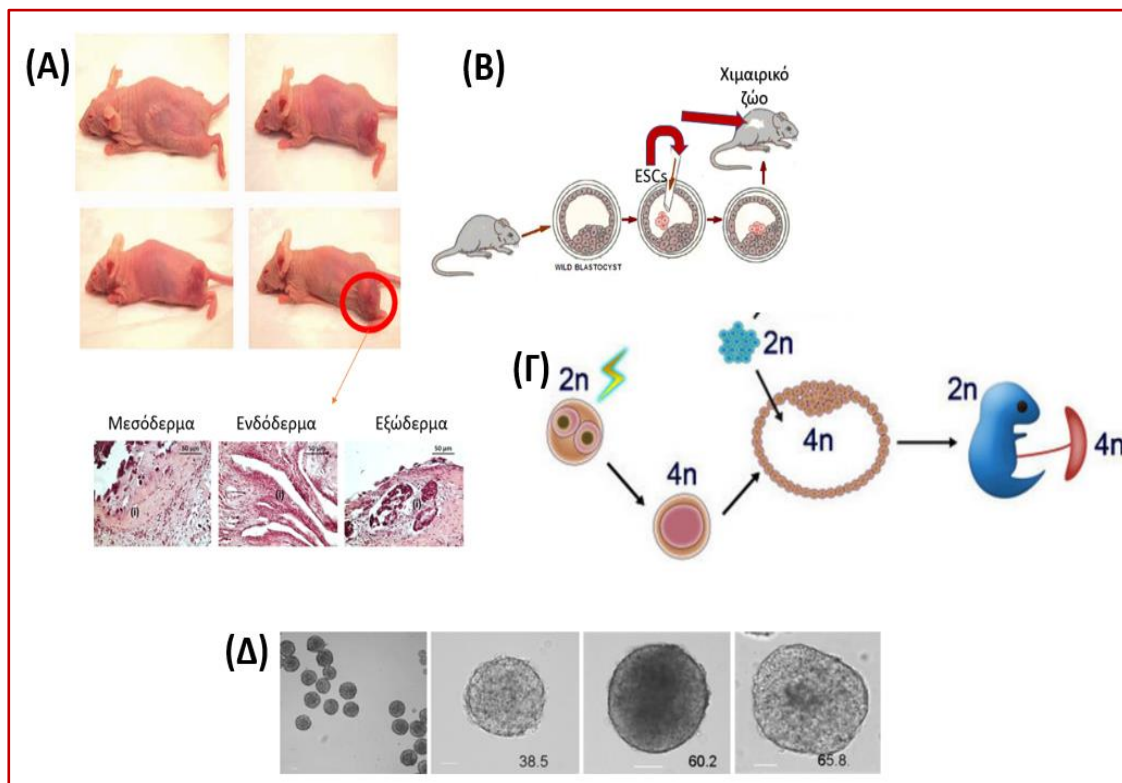 (Α)
Μεσόδερμα
Ενδόδερμα
Εξώδερμα
50 μm
50 μm
50 μm
(i)
(i)
(i)
(Β)
Χιμαιρικό
ζώο
ESCs
WILD BLASTOCYST
(Γ)
2n
4n
2n
4n
2n
4n
(Δ)
38.5
60.2
65.8.